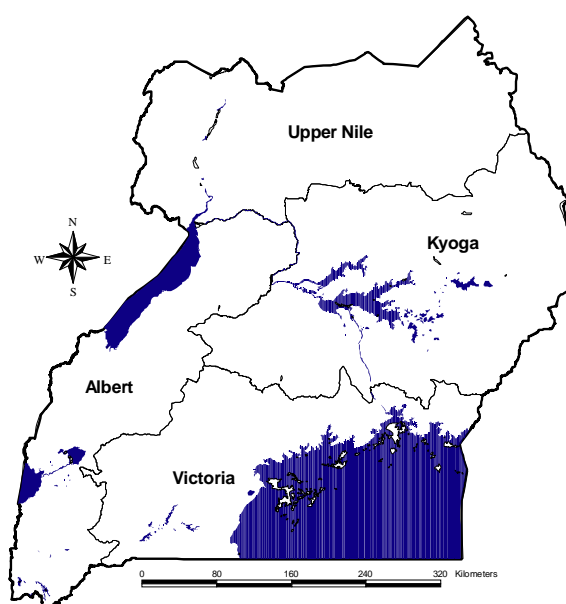 Upper Nile
N
Kyoga
W E
S
Albert
Victoria
0 80 160 240 320 Kilometers